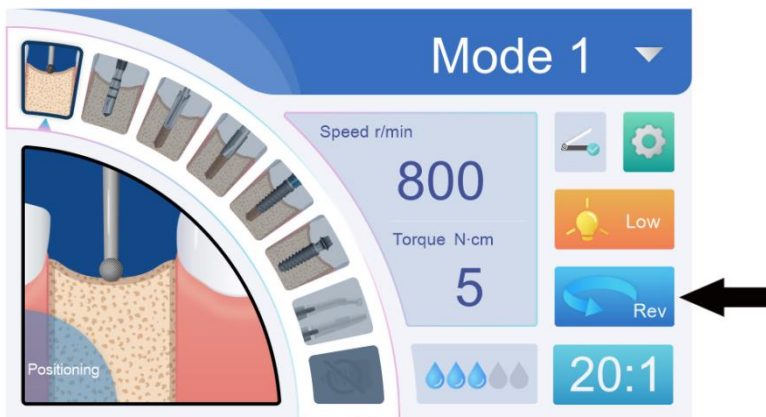 Mode 1
Speed r/min
800
Torque N·cm
5
Low
Rev
20:1
Positioning